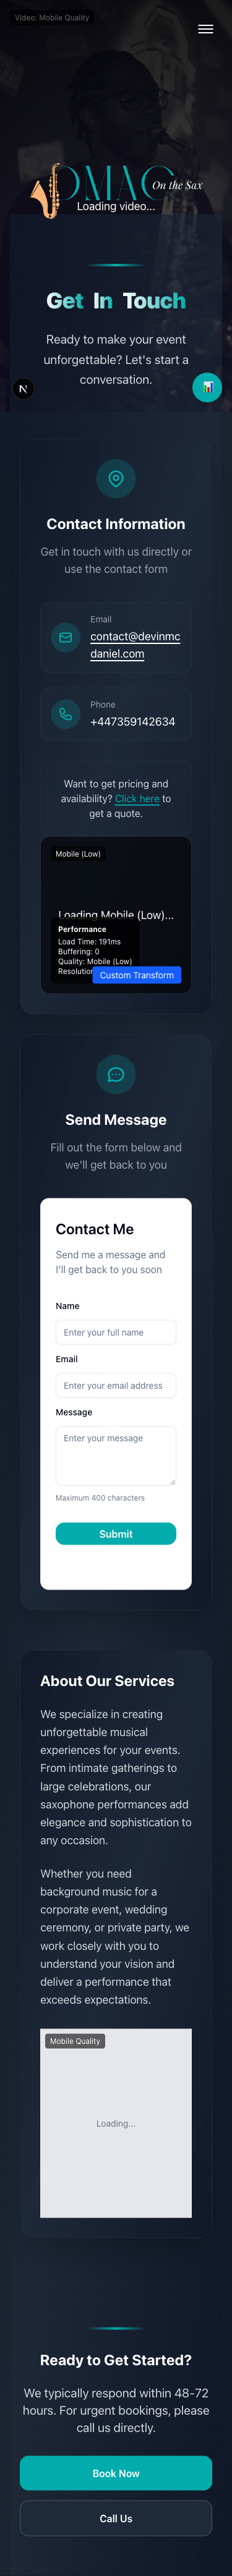 Video: Mobile Quality
DMAC
On the Sax
Loading video...
Get In Touch
Ready to make your event
unforgettable? Let's start a
conversation.
N
Contact Information
Get in touch with us directly or
use the contact form
Email
contact@devinmc
daniel.com
Phone
+447359142634
Want to get pricing and
availability? Click here to
get a quote.
Mobile (Low)
Loading Mobile (Low)...
Performance
Load Time: 191ms
Buffering: 0
Quality: Mobile (Low)
Resolution
Custom Transform
Send Message
Fill out the form below and
we'll get back to you
Contact Me
Send me a message and
I'll get back to you soon
Name
Enter your full name
Email
Enter your email address
Message
Enter your message
Maximum 400 characters
Submit
About Our Services
We specialize in creating
unforgettable musical
experiences for your events.
From intimate gatherings to
large celebrations, our
saxophone performances add
elegance and sophistication to
any occasion.
Whether you need
background music for a
corporate event, wedding
ceremony, or private party, we
work closely with you to
understand your vision and
deliver a performance that
exceeds expectations.
Mobile Quality
Loading...
Ready to Get Started?
We typically respond within 48-72
hours. For urgent bookings, please
call us directly.
Book Now
Call Us